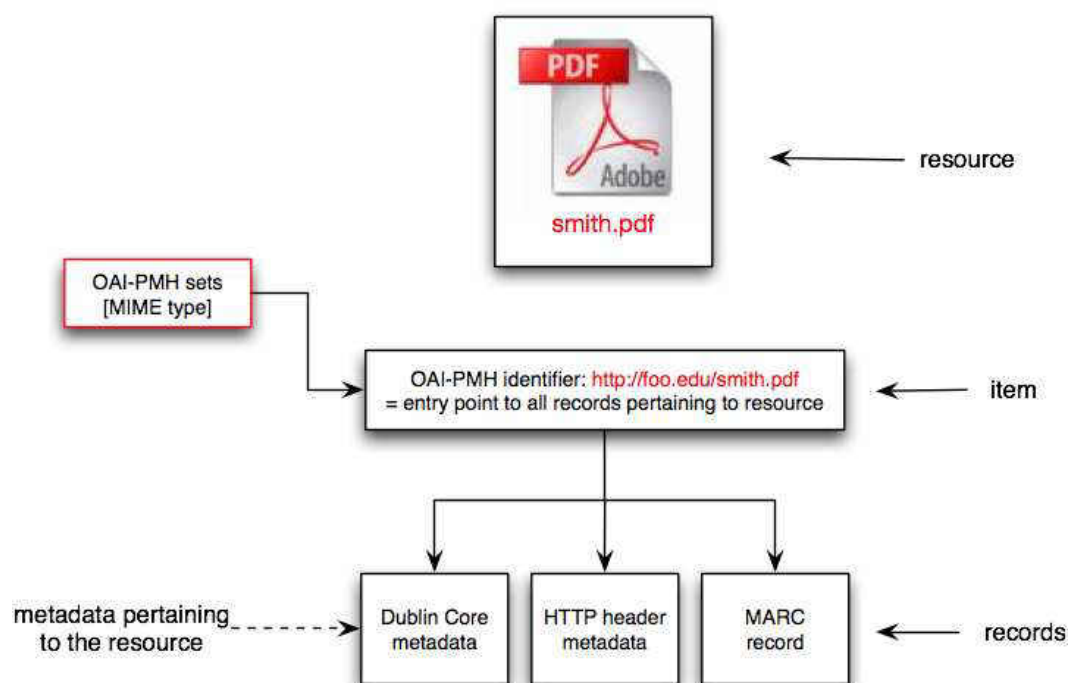 PDF
Adobe
smith.pdf
resource
OAI-PMH sets
[MIME type]
OAI-PMH identifier: http://foo.edu/smith.pdf
= entry point to all records pertaining to resource
item
metadata pertaining
to the resource
Dublin Core
metadata
HTTP header
metadata
MARC
record
records